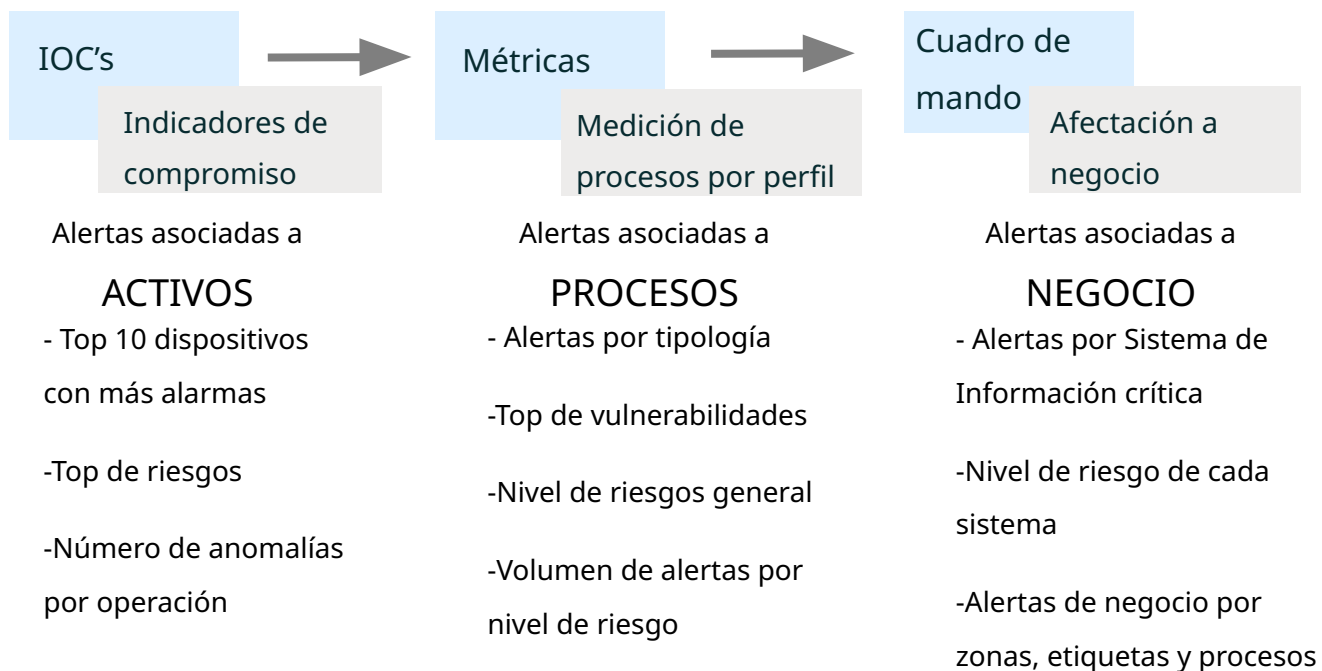 IOC’s
Indicadores de
compromiso
Alertas asociadas a
ACTIVOS
- Top 10 dispositivos
con más alarmas
-Top de riesgos
-Número de anomalías
por operación
Métricas
Medición de
procesos por perfil
Alertas asociadas a
PROCESOS
- Alertas por tipología
-Top de vulnerabilidades
-Nivel de riesgos general
-Volumen de alertas por
nivel de riesgo
Cuadro de
mando
Afectación a
negocio
Alertas asociadas a
NEGOCIO
- Alertas por Sistema de
Información crítica
-Nivel de riesgo de cada
sistema
-Alertas de negocio por
zonas, etiquetas y procesos